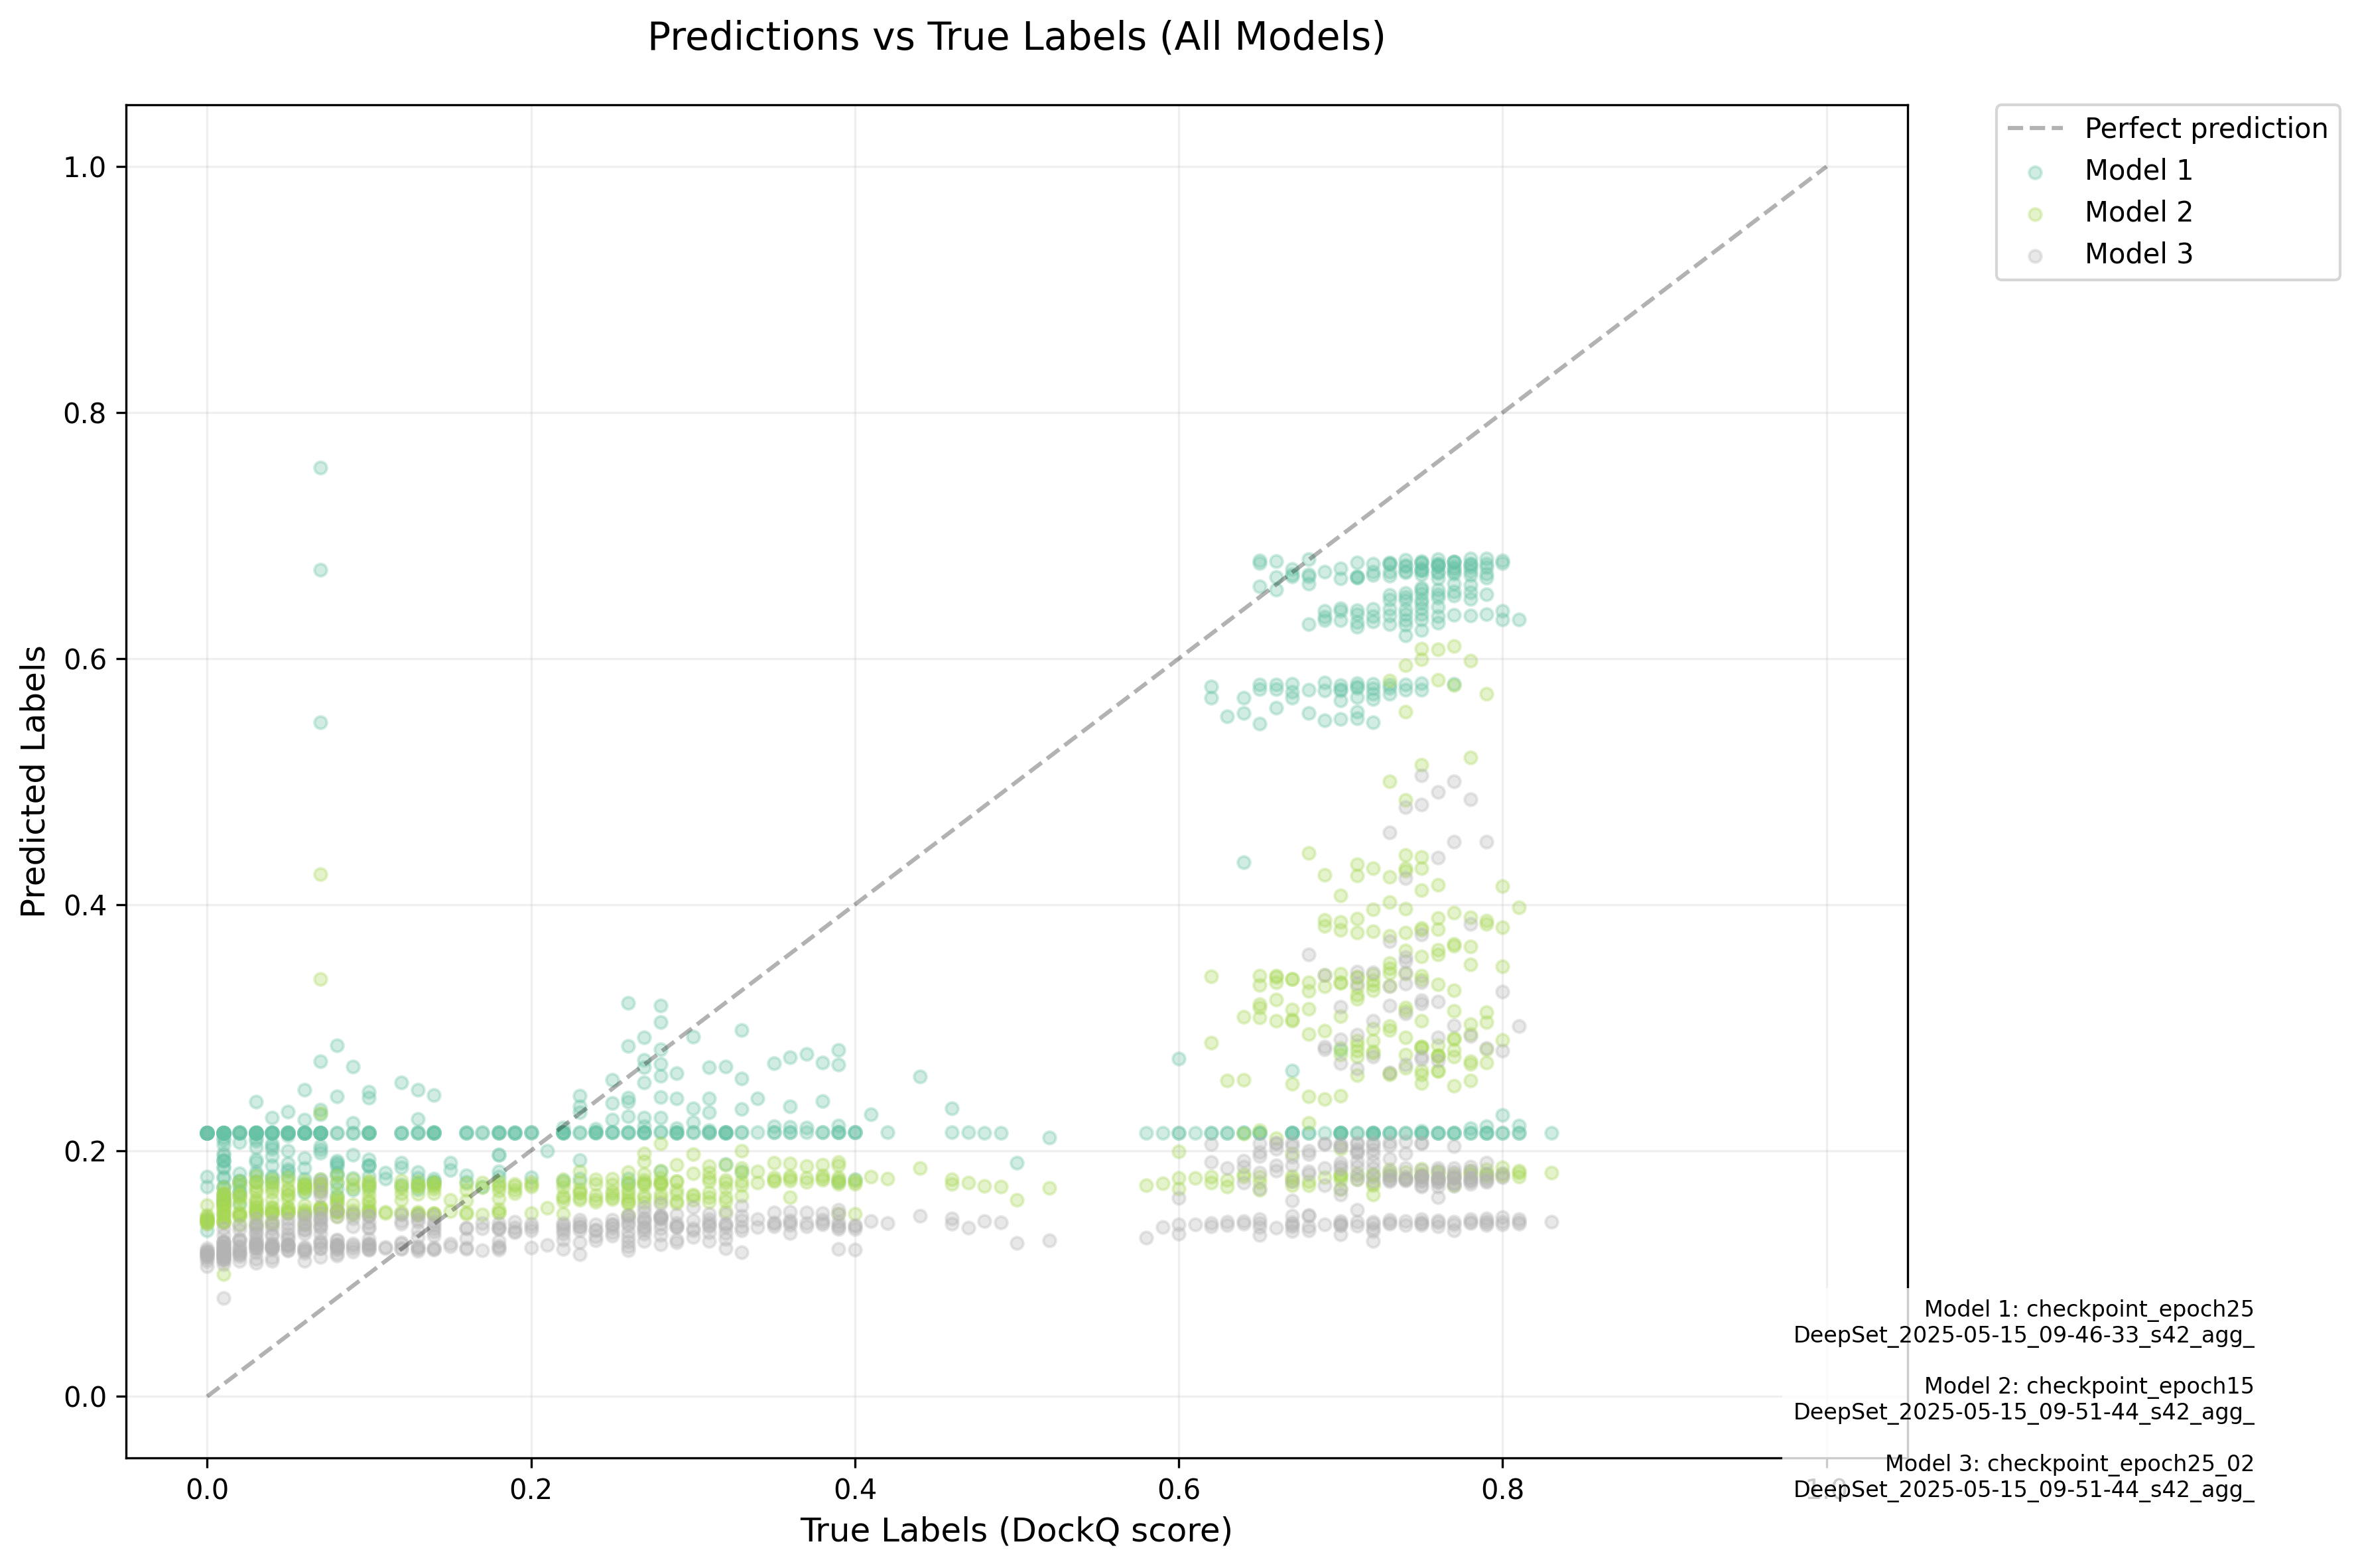 Predictions vs True Labels (All Models)
Perfect prediction
Model 1
Model 2
Model 3
Predicted Labels
1.0
0.8
0.6
0.4
0.2
0.0
0.0 0.2 0.4 0.6 0.8 1.0
True Labels (DockQ score)
Model 1: checkpoint_epoch25
DeepSet_2025-05-15_09-46-33_s42_agg_
Model 2: checkpoint_epoch15
DeepSet_2025-05-15_09-51-44_s42_agg_
Model 3: checkpoint_epoch25_02
DeepSet_2025-05-15_09-51-44_s42_agg_